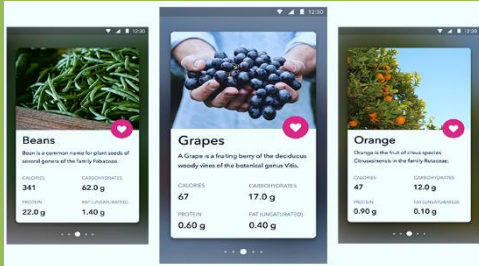 12:30
Beans
Bean is a common name for plant seeds of
several genera of the family Fabaceae.
CALORIES CARBOHYDRATES
341 62.0 g
PROTEIN FAT (UNSATURATED)
22.0 g 1.40 g
12:30
Grapes
A Grape is a fruiting berry of the deciduous
woody vines of the botanical genus Vitis.
CALORIES CARBOHYDRATES
67 17.0 g
PROTEIN FAT (UNSATURATED)
0.60 g 0.40 g
12:30
Orange
Orange is the fruit of citrus species
in the family Rutaceae.
CALORIES CARBOHYDRATES
47 12.0 g
PROTEIN FAT (UNSATURATED)
0.90 g 0.10 g